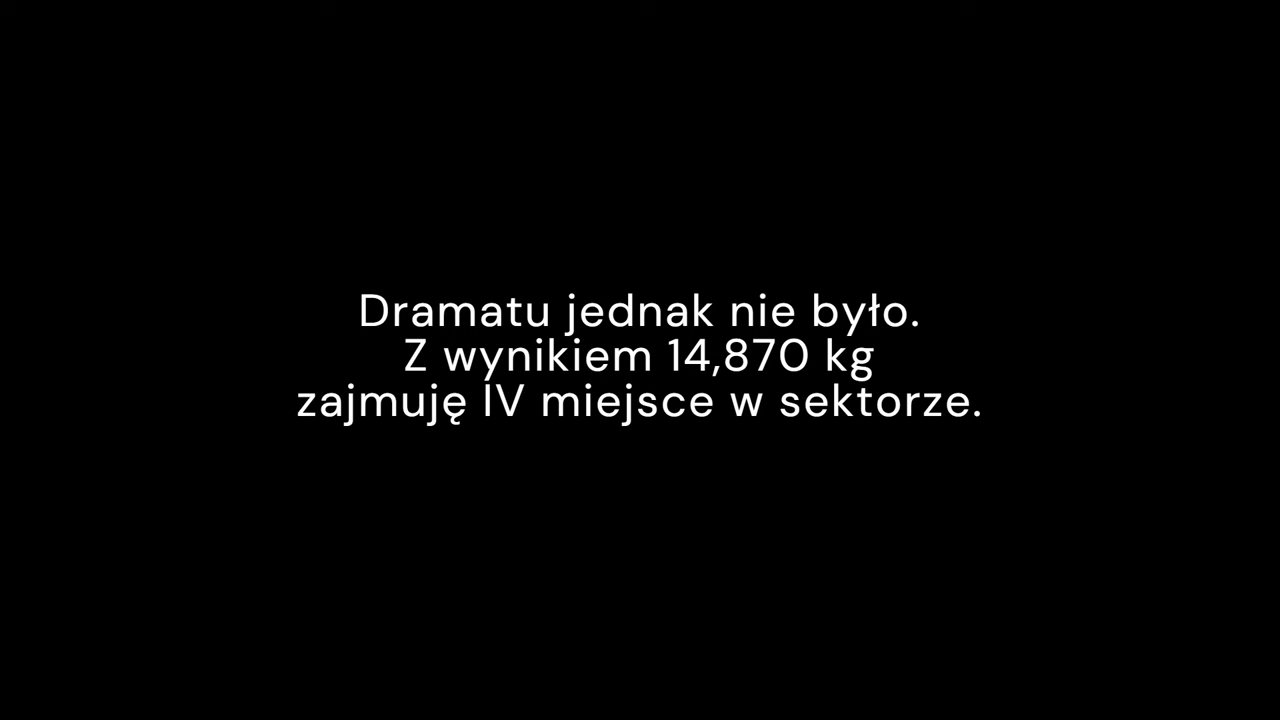 Dramatu jednak nie było.
Z wynikiem 14,870 kg
zajmuję IV miejsce w sektorze.